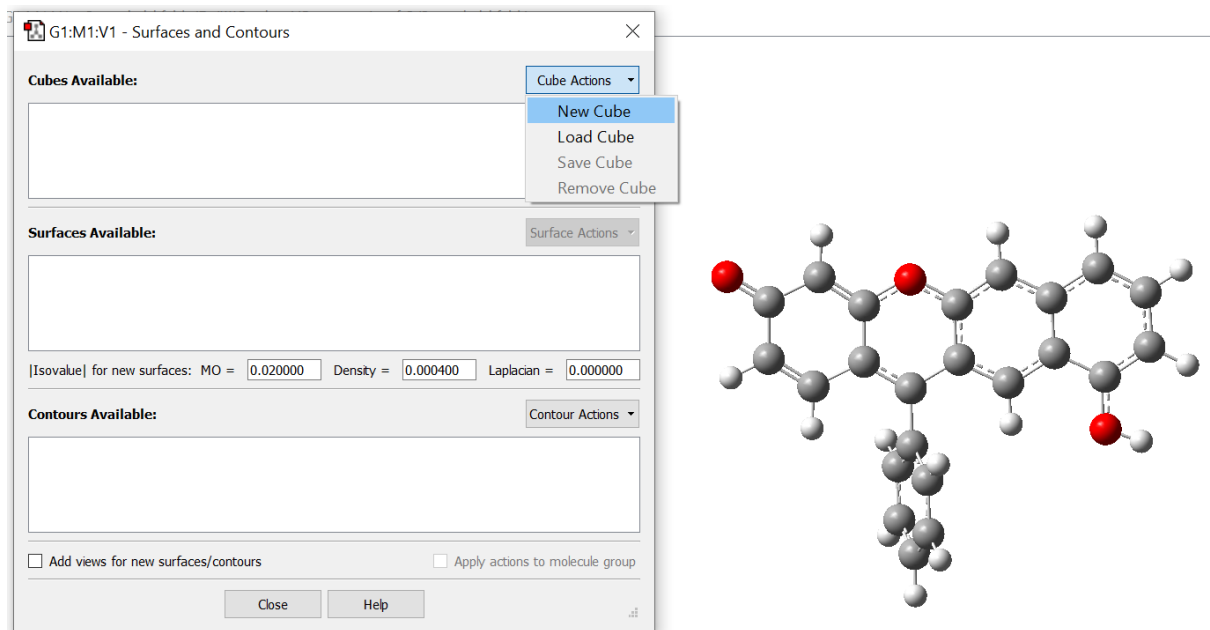 G1:M1:V1 - Surfaces and Contours
Cubes Available:
Cube Actions
New Cube
Load Cube
Save Cube
Remove Cube
Surfaces Available:
Surface Actions
|Isovalue| for new surfaces: MO = 0.020000 Density = 0.000400 Laplacian = 0.000000
Contours Available:
Contour Actions
Add views for new surfaces/contours
Apply actions to molecule group
Close
Help